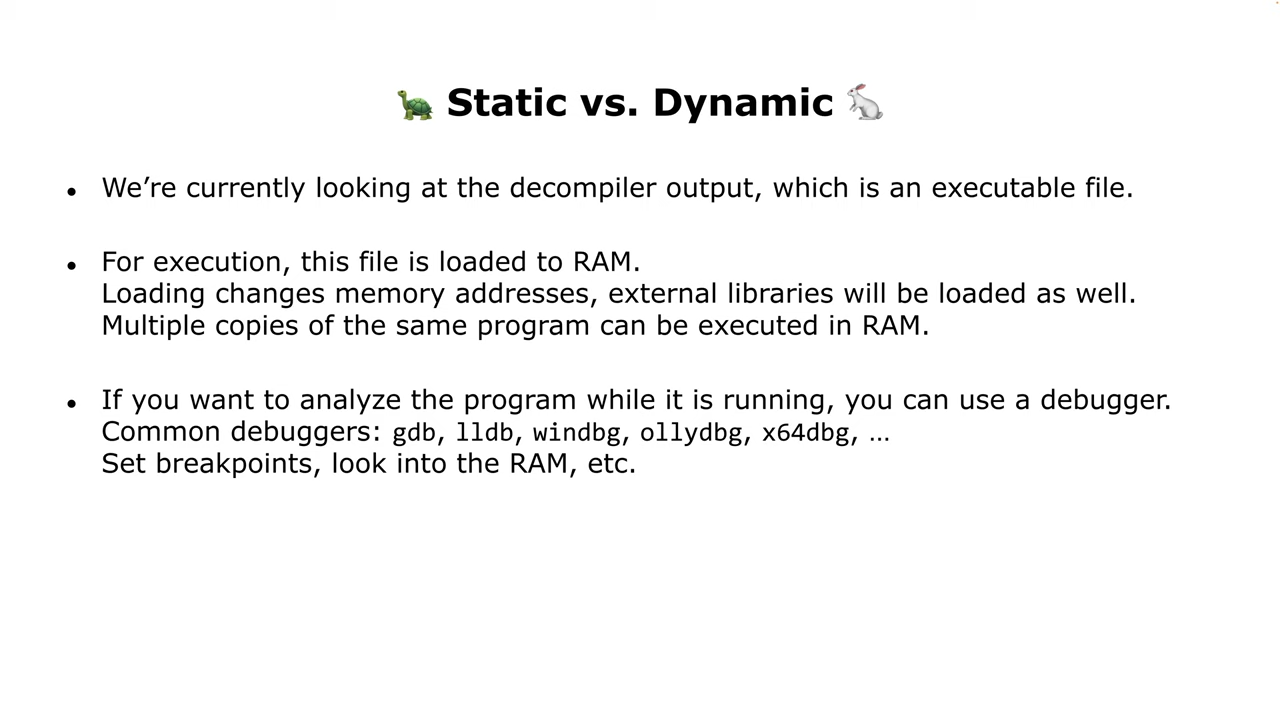 🐢 Static vs. Dynamic 🐇
• We’re currently looking at the decompiler output, which is an executable file.
• For execution, this file is loaded to RAM.
Loading changes memory addresses, external libraries will be loaded as well.
Multiple copies of the same program can be executed in RAM.
• If you want to analyze the program while it is running, you can use a debugger.
Common debuggers: gdb, lldb, windbg, ollydbg, x64dbg, …
Set breakpoints, look into the RAM, etc.